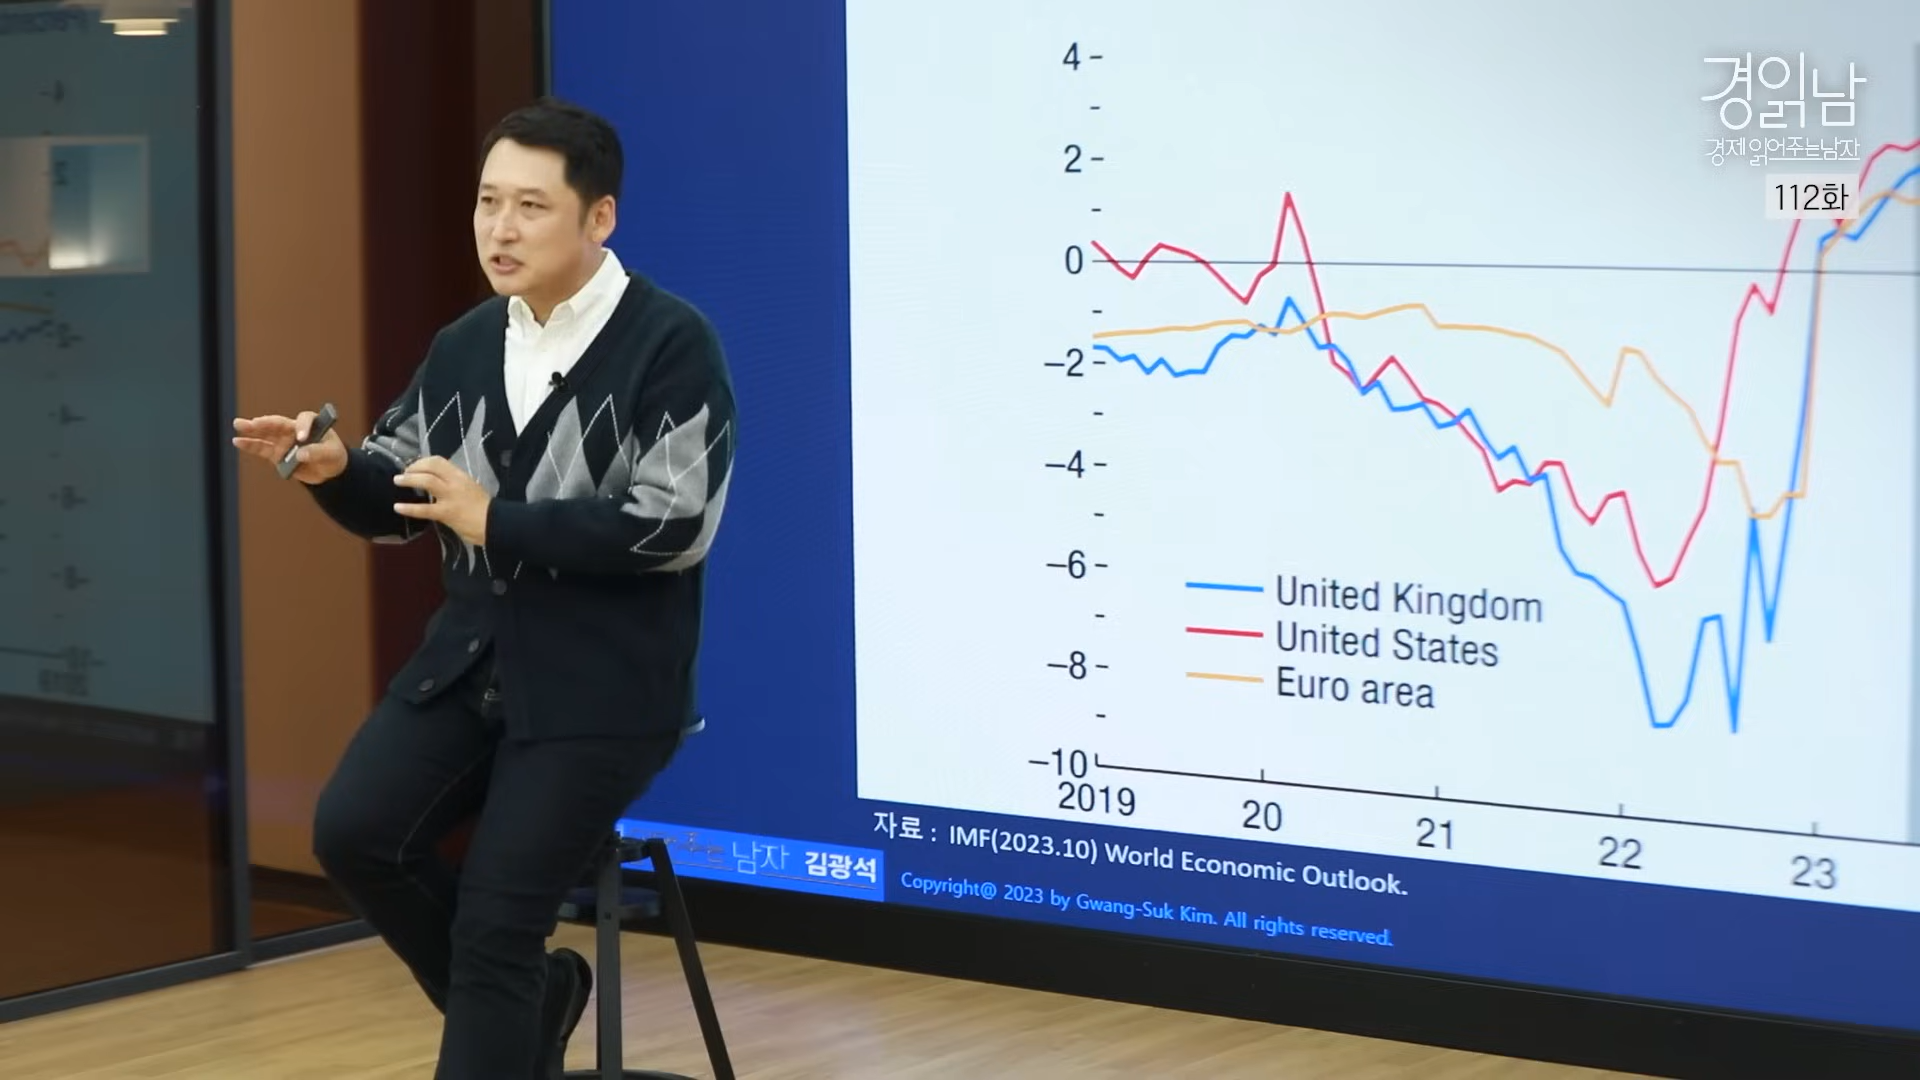 경읽남
경제읽어주는남자
112화
4
2
0
−2
−4
−6
−8
−10
United Kingdom
United States
Euro area
2019 20 21 22 23
자료 : IMF(2023.10) World Economic Outlook.
남자 김광석
Copyright@ 2023 by Gwang-Suk Kim. All rights reserved.